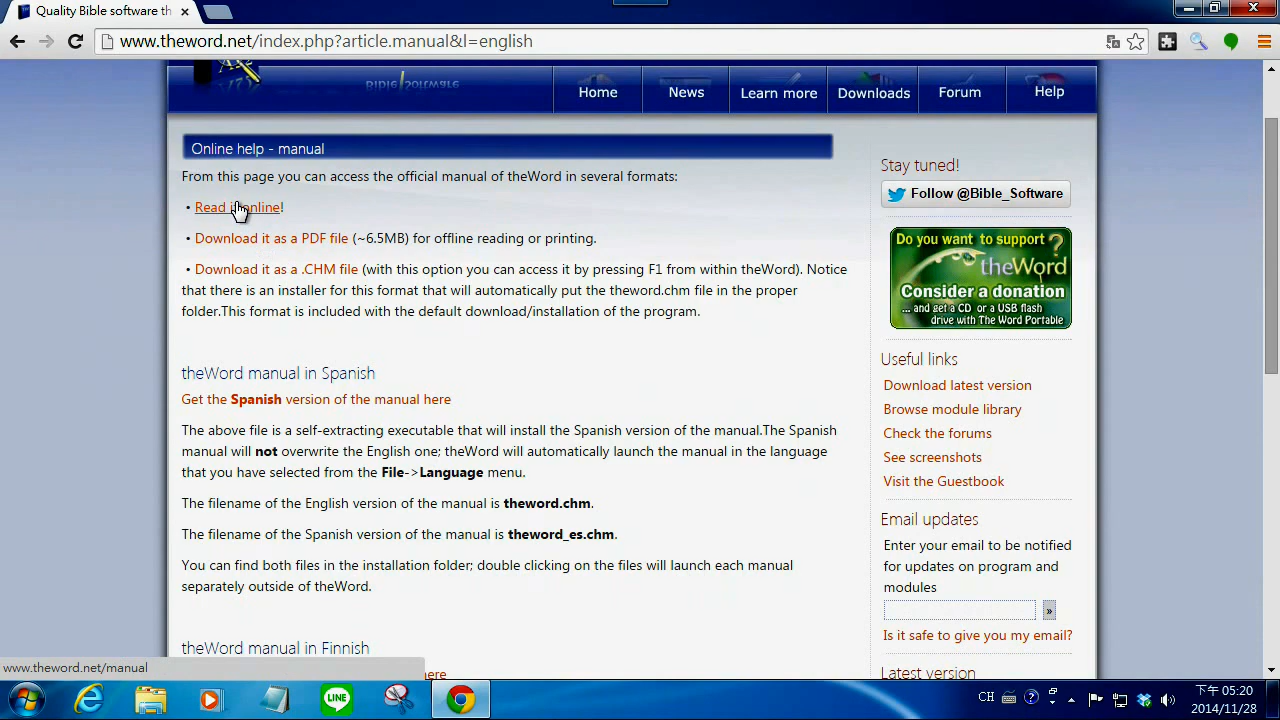 Quality Bible software th
www.theword.net/index.php?article.manual&l=english
Bible Software
Home
News
Learn more
Downloads
Forum
Help
Online help - manual
From this page you can access the official manual of theWord in several formats:
• Read it online!
• Download it as a PDF file (~6.5MB) for offline reading or printing.
• Download it as a .CHM file (with this option you can access it by pressing F1 from within theWord). Notice
that there is an installer for this format that will automatically put the theword.chm file in the proper
folder.This format is included with the default download/installation of the program.
theWord manual in Spanish
Get the Spanish version of the manual here
The above file is a self-extracting executable that will install the Spanish version of the manual.The Spanish
manual will not overwrite the English one; theWord will automatically launch the manual in the language
that you have selected from the File->Language menu.
The filename of the English version of the manual is theword.chm.
The filename of the Spanish version of the manual is theword_es.chm.
You can find both files in the installation folder; double clicking on the files will launch each manual
separately outside of theWord.
theWord manual in Finnish
here
Stay tuned!
Follow @Bible_Software
Do you want to support ?
theWord
Consider a donation
... and get a CD or a USB flash
drive with The Word Portable
Useful links
Download latest version
Browse module library
Check the forums
See screenshots
Visit the Guestbook
Email updates
Enter your email to be notified
for updates on program and
modules
»
Is it safe to give you my email?
Latest version
www.theword.net/manual
LINE
CH
下午 05:20
2014/11/28